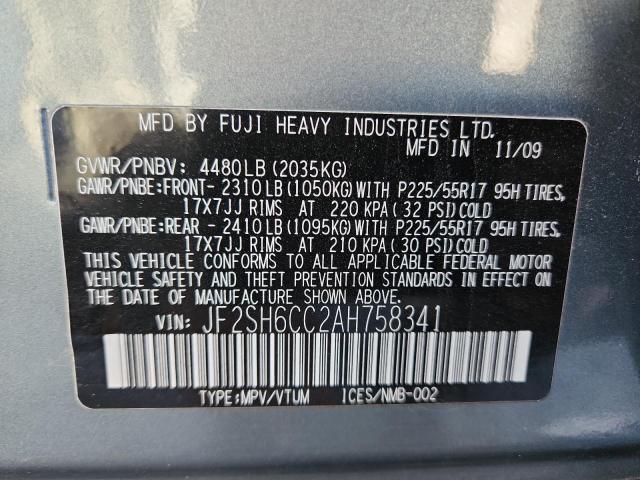 MFD BY FUJI HEAVY INDUSTRIES LTD.
MFD IN 11/09
GVWR/PNBV: 4480LB(2035KG)
GAWR/PNBE:FRONT- 2310LB(1050KG)WITH P225/55R17 95H TIRES,
17X7JJ RIMS AT 220 KPA(32 PSI)COLD
GAWR/PNBE:REAR - 2410LB(1095KG)WITH P225/55R17 95H TIRES,
17X7JJ RIMS AT 210 KPA(30 PSI)COLD
THIS VEHICLE CONFORMS TO ALL APPLICABLE FEDERAL MOTOR
VEHICLE SAFETY AND THEFT PREVENTION STANDARDS IN EFFECT
ON THE DATE OF MANUFACTURE SHOWN ABOVE.
VIN: JF2SH6CC2AH758341
TYPE:MPV/VTUM ICES/NMB-002